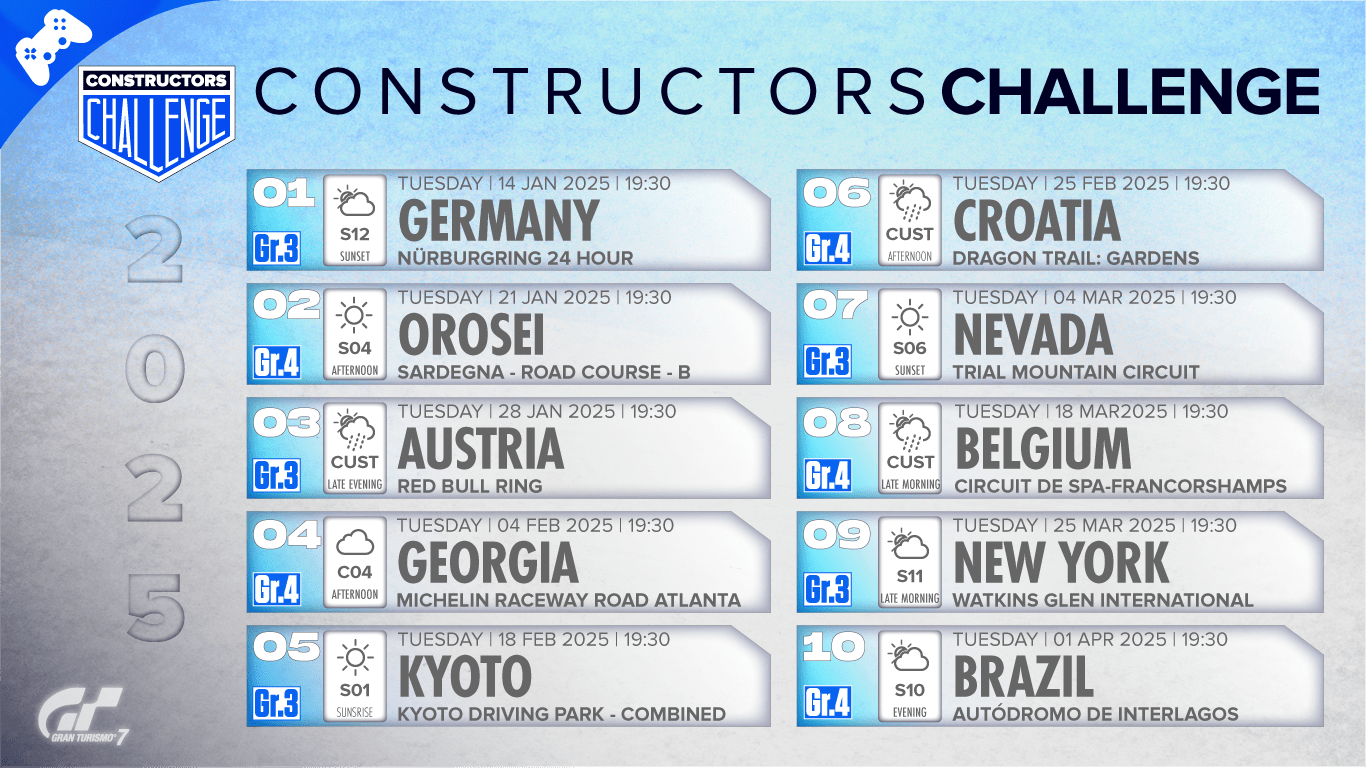 CONSTRUCTORS
CHALLENGE
CONSTRUCTORS CHALLENGE
2
0
2
5
01
Gr.3
S12
SUNSET
TUESDAY | 14 JAN 2025 | 19:30
GERMANY
NÜRBURGRING 24 HOUR
02
Gr.4
S04
AFTERNOON
TUESDAY | 21 JAN 2025 | 19:30
OROSEI
SARDEGNA - ROAD COURSE - B
03
Gr.3
CUST
LATE EVENING
TUESDAY | 28 JAN 2025 | 19:30
AUSTRIA
RED BULL RING
04
Gr.4
C04
AFTERNOON
TUESDAY | 04 FEB 2025 | 19:30
GEORGIA
MICHELIN RACEWAY ROAD ATLANTA
05
Gr.3
S01
SUNSRISE
TUESDAY | 18 FEB 2025 | 19:30
KYOTO
KYOTO DRIVING PARK - COMBINED
06
Gr.4
CUST
AFTERNOON
TUESDAY | 25 FEB 2025 | 19:30
CROATIA
DRAGON TRAIL: GARDENS
07
Gr.3
S06
SUNSET
TUESDAY | 04 MAR 2025 | 19:30
NEVADA
TRIAL MOUNTAIN CIRCUIT
08
Gr.4
CUST
LATE MORNING
TUESDAY | 18 MAR2025 | 19:30
BELGIUM
CIRCUIT DE SPA-FRANCORSHAMPS
09
Gr.3
S11
LATE MORNING
TUESDAY | 25 MAR 2025 | 19:30
NEW YORK
WATKINS GLEN INTERNATIONAL
10
Gr.4
S10
EVENING
TUESDAY | 01 APR 2025 | 19:30
BRAZIL
AUTÓDROMO DE INTERLAGOS
GT
GRAN TURISMO 7